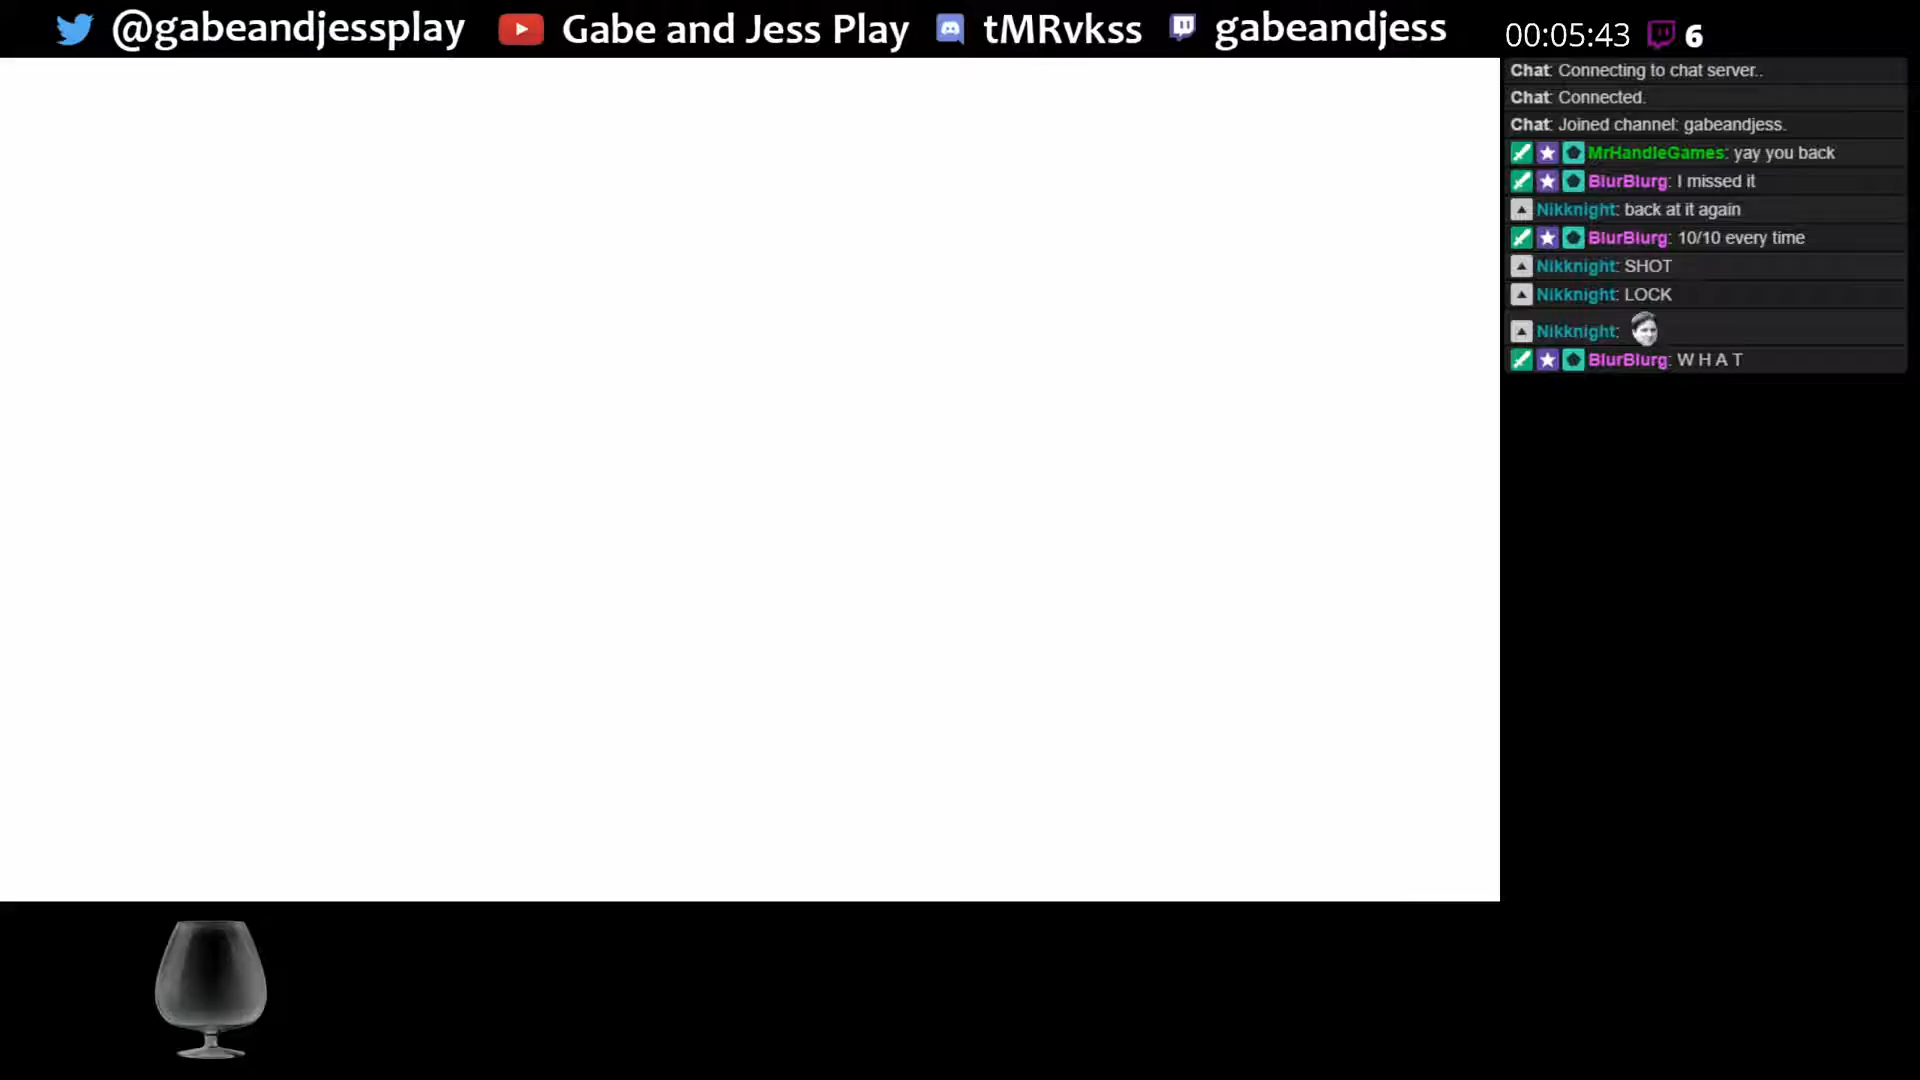 @gabeandjessplay Gabe and Jess Play tMRvkss gabeandjess 00:05:43 6
Chat: Connecting to chat server..
Chat: Connected.
Chat: Joined channel: gabeandjess.
MrHandleGames: yay you back
BlurBlurg: I missed it
Nikknight: back at it again
BlurBlurg: 10/10 every time
Nikknight: SHOT
Nikknight: LOCK
Nikknight:
BlurBlurg: W H A T